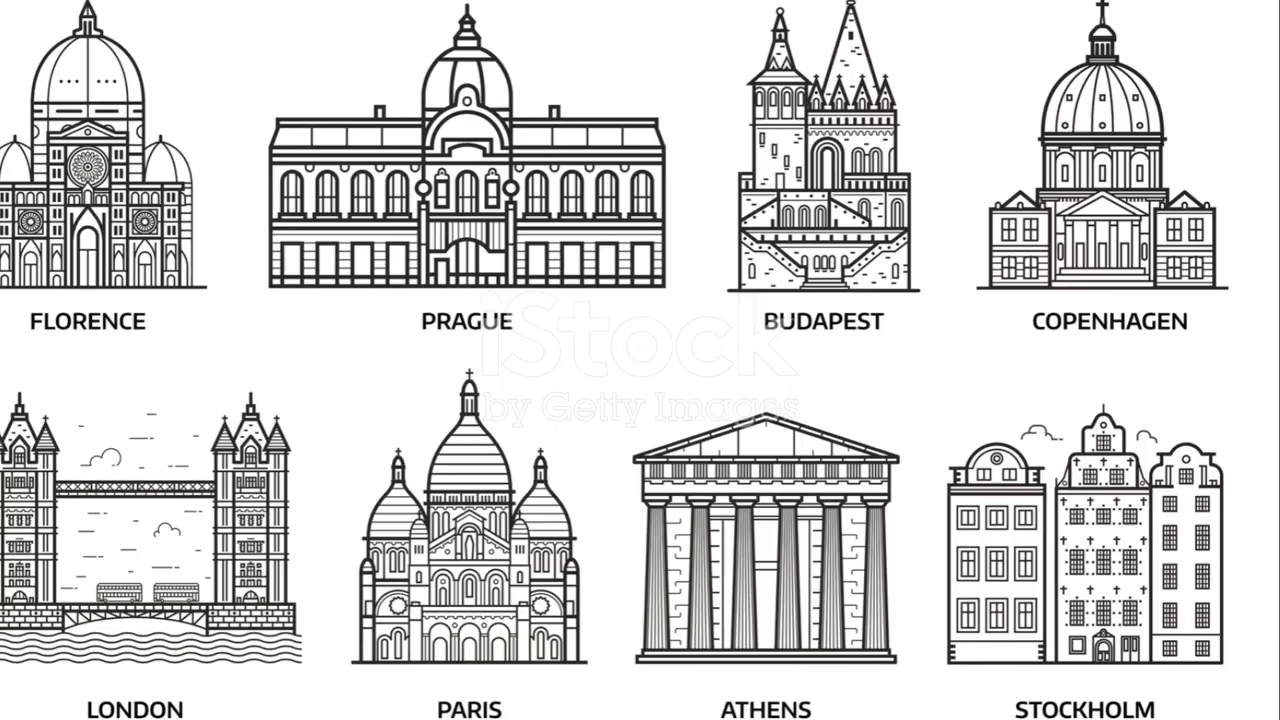 FLORENCE
PRAGUE
BUDAPEST
COPENHAGEN
iStock
by Getty Images
LONDON
PARIS
ATHENS
STOCKHOLM